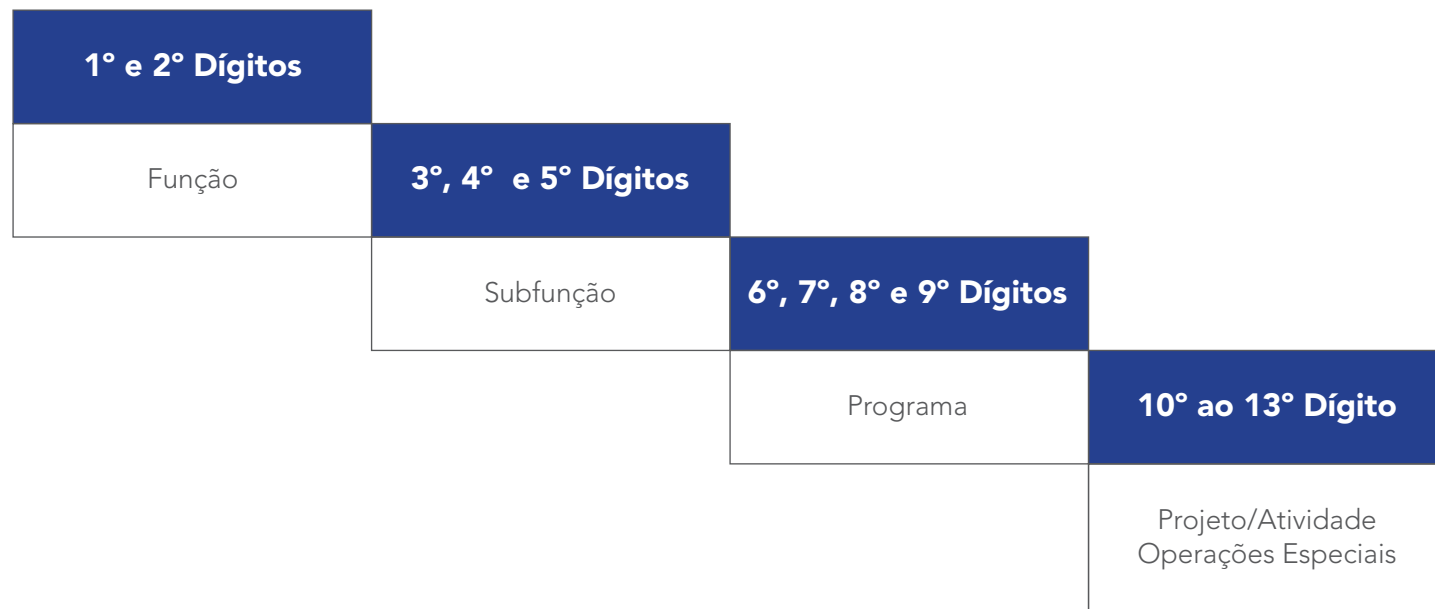 1º e 2º Dígitos
Função
3º, 4º e 5º Dígitos
Subfunção
6º, 7º, 8º e 9º Dígitos
Programa
10º ao 13º Dígito
Projeto/Atividade
Operações Especiais